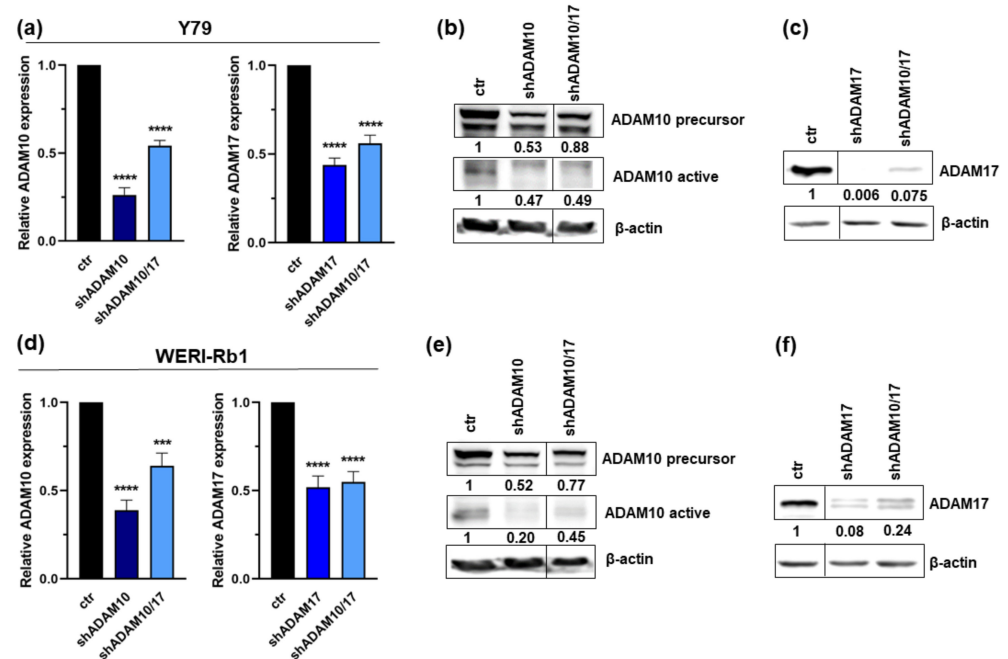 (a)
Y79
Relative ADAM10 expression
1.0
0.5
0.0
****
****
ctr
shADAM10
shADAM10/17
Relative ADAM17 expression
1.0
0.5
0.0
****
****
ctr
shADAM17
shADAM10/17
(b)
ctr
shADAM10
shADAM10/17
ADAM10 precursor
1 0.53 0.88
ADAM10 active
1 0.47 0.49
β-actin
(c)
ctr
shADAM17
shADAM10/17
ADAM17
1 0.006 0.075
β-actin
(d)
WERI-Rb1
Relative ADAM10 expression
1.0
0.5
0.0
****
***
ctr
shADAM10
shADAM10/17
Relative ADAM17 expression
1.0
0.5
0.0
****
****
ctr
shADAM17
shADAM10/17
(e)
ctr
shADAM10
shADAM10/17
ADAM10 precursor
1 0.52 0.77
ADAM10 active
1 0.20 0.45
β-actin
(f)
ctr
shADAM17
shADAM10/17
ADAM17
1 0.08 0.24
β-actin